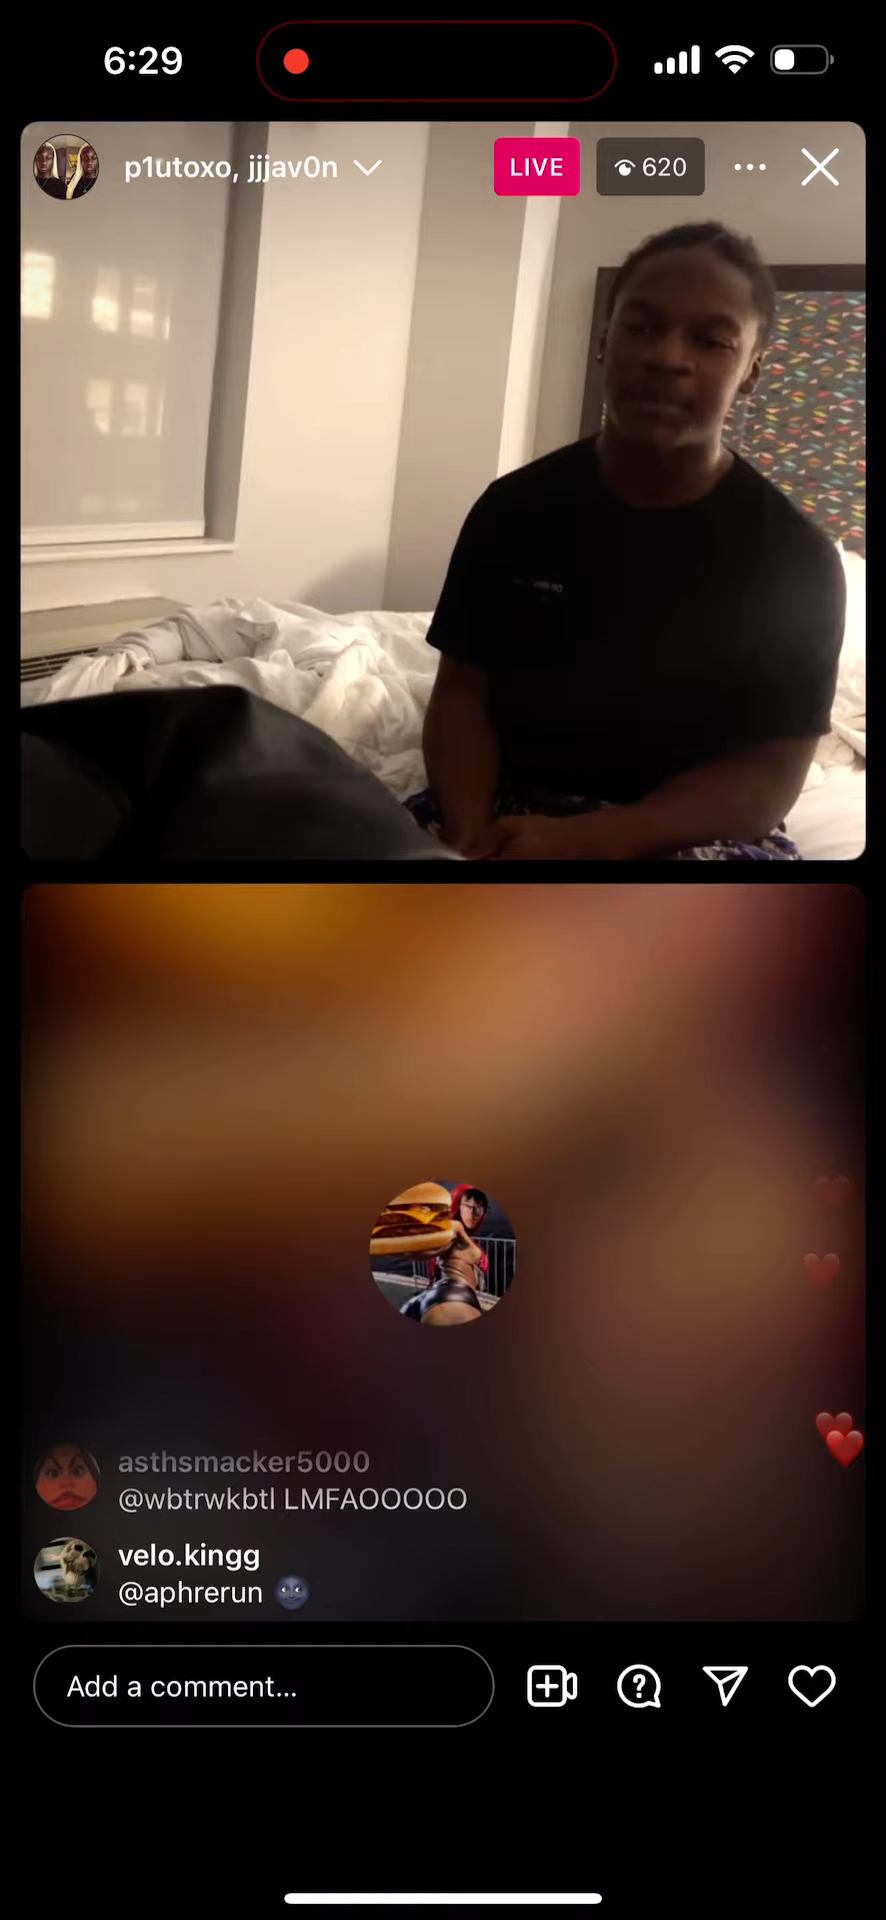 6:29
p1utoxo, jjjav0n
LIVE
620
asthsmacker5000
@wbtrwkbtl LMFAOOOOO
velo.kingg
@aphrerun 🌚
Add a comment...